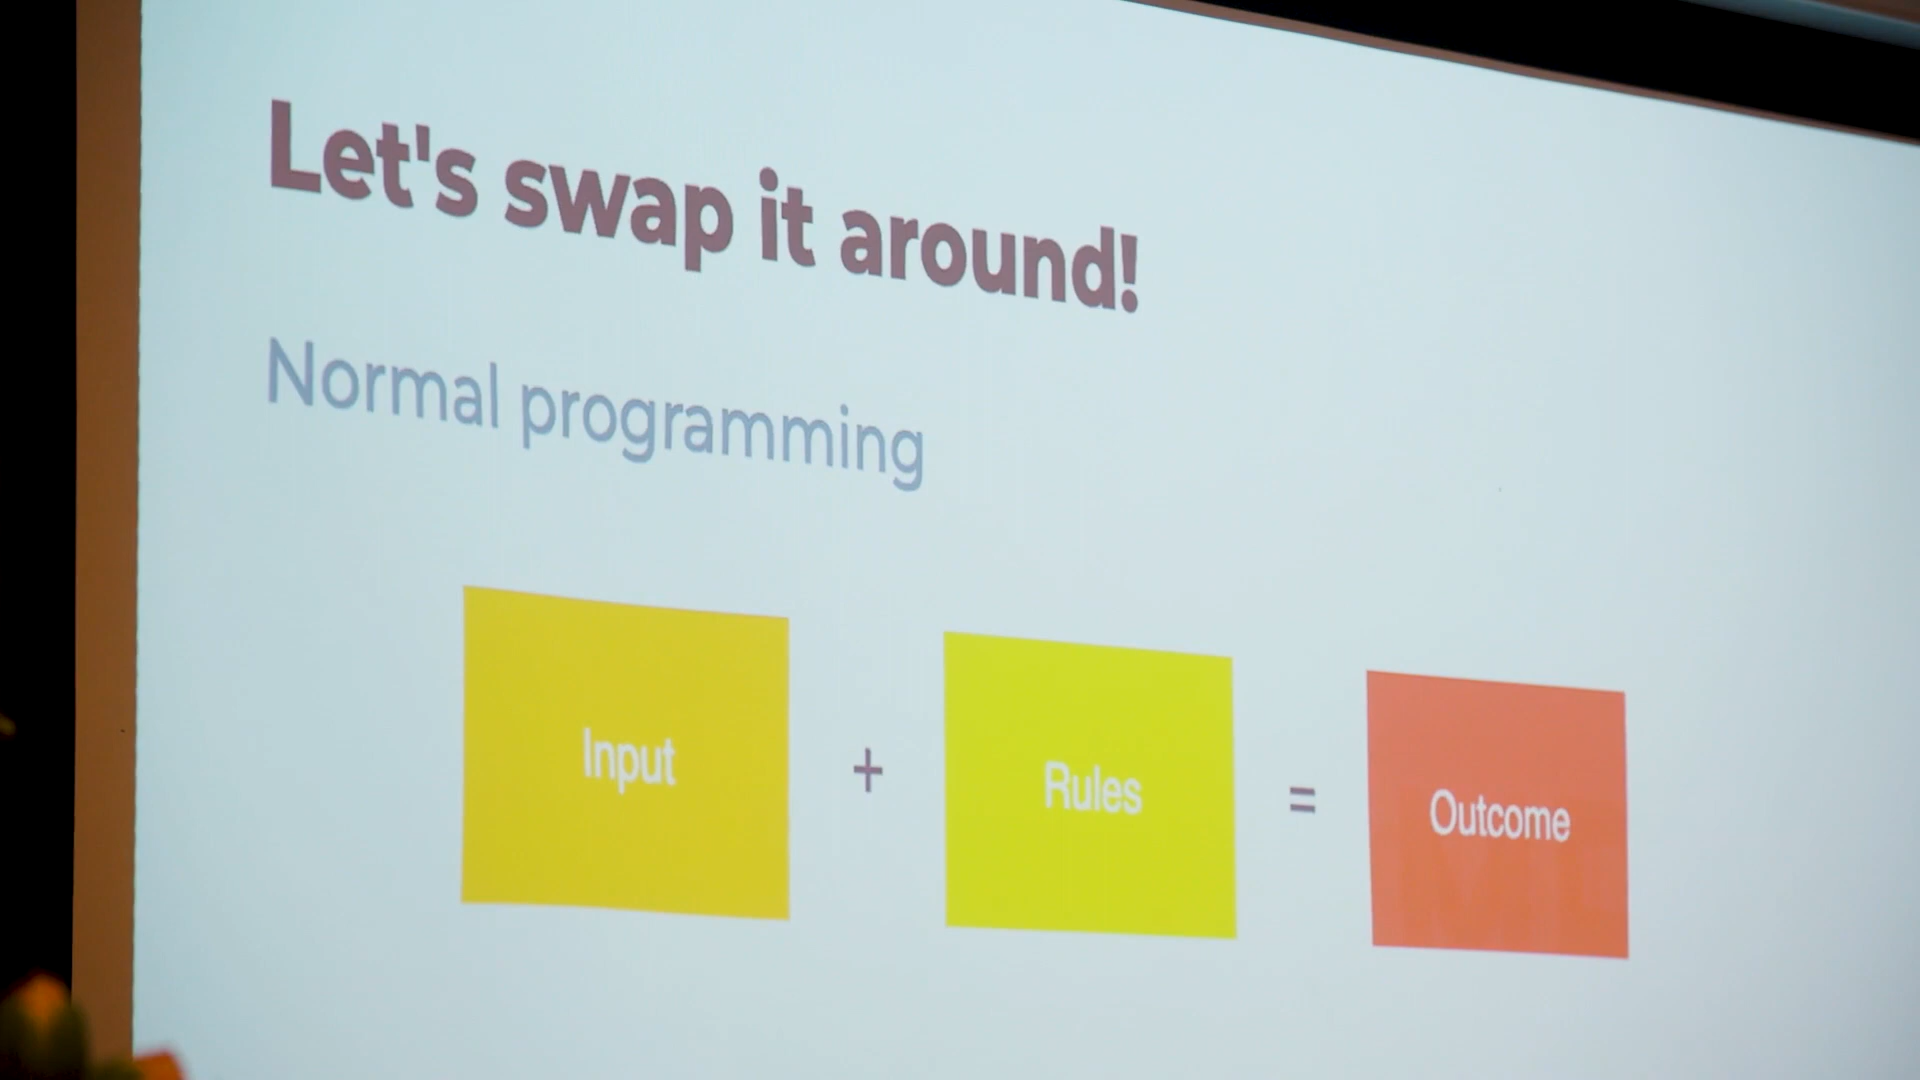 Let's swap it around!
Normal programming
Input + Rules = Outcome